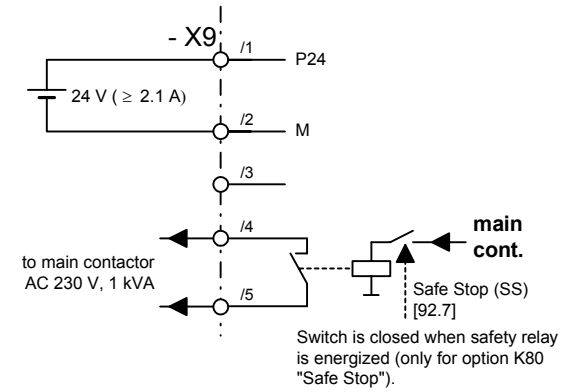 - X9
/1
P24
24 V ( ≥ 2.1 A)
/2
M
/3
/4
main
cont.
to main contactor
AC 230 V, 1 kVA
/5
Safe Stop (SS)
[92.7]
Switch is closed when safety relay
is energized (only for option K80
"Safe Stop").